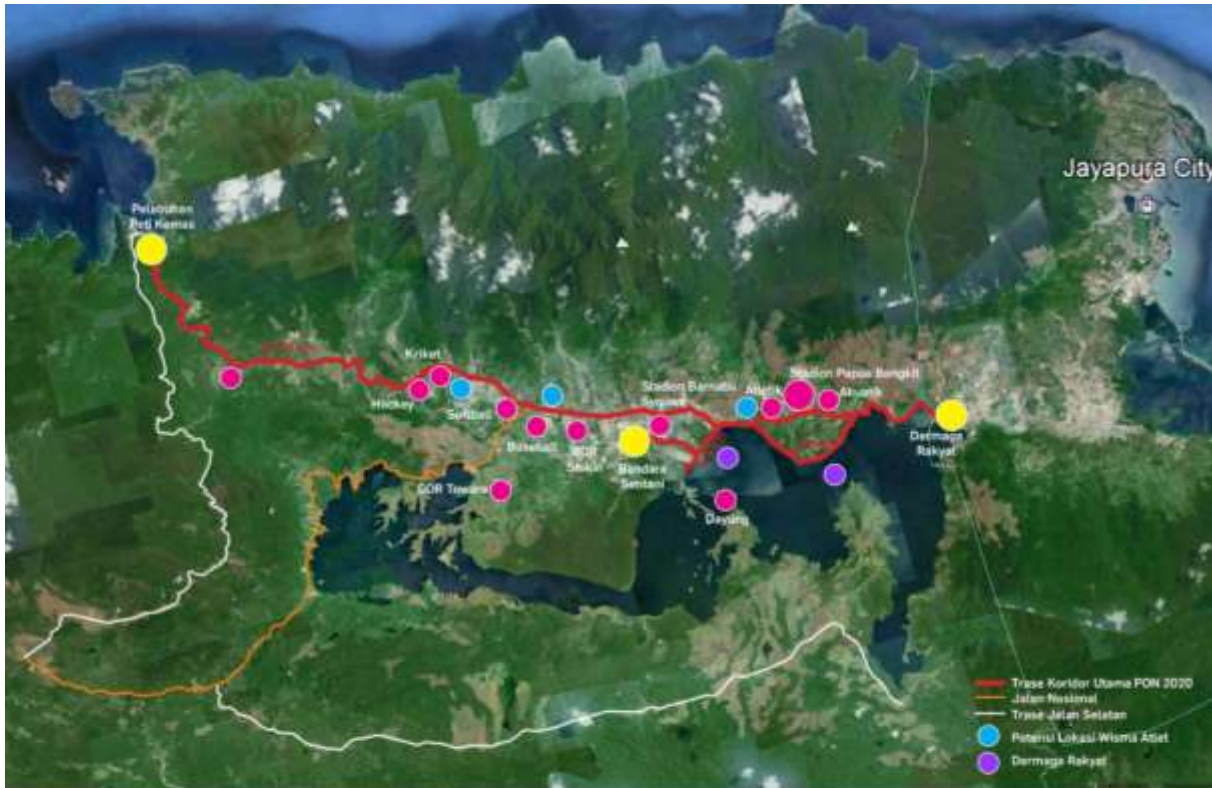 Jayapura City
Pelabuhan
Peti Kemas
Kriket
Hockey
Softball
Baseball
Stadion Barnabas
Bandara
Sentani
Stadion Papua Bangkit
Atletik
Akuatik
Dermaga
Rakyat
GOR Toware
Dayung
Trase Koridor Utama PON 2020
Jalan Nasional
Trase Jalan Selatan
Potensi Lokasi Wisma Atlet
Dermaga Rakyat